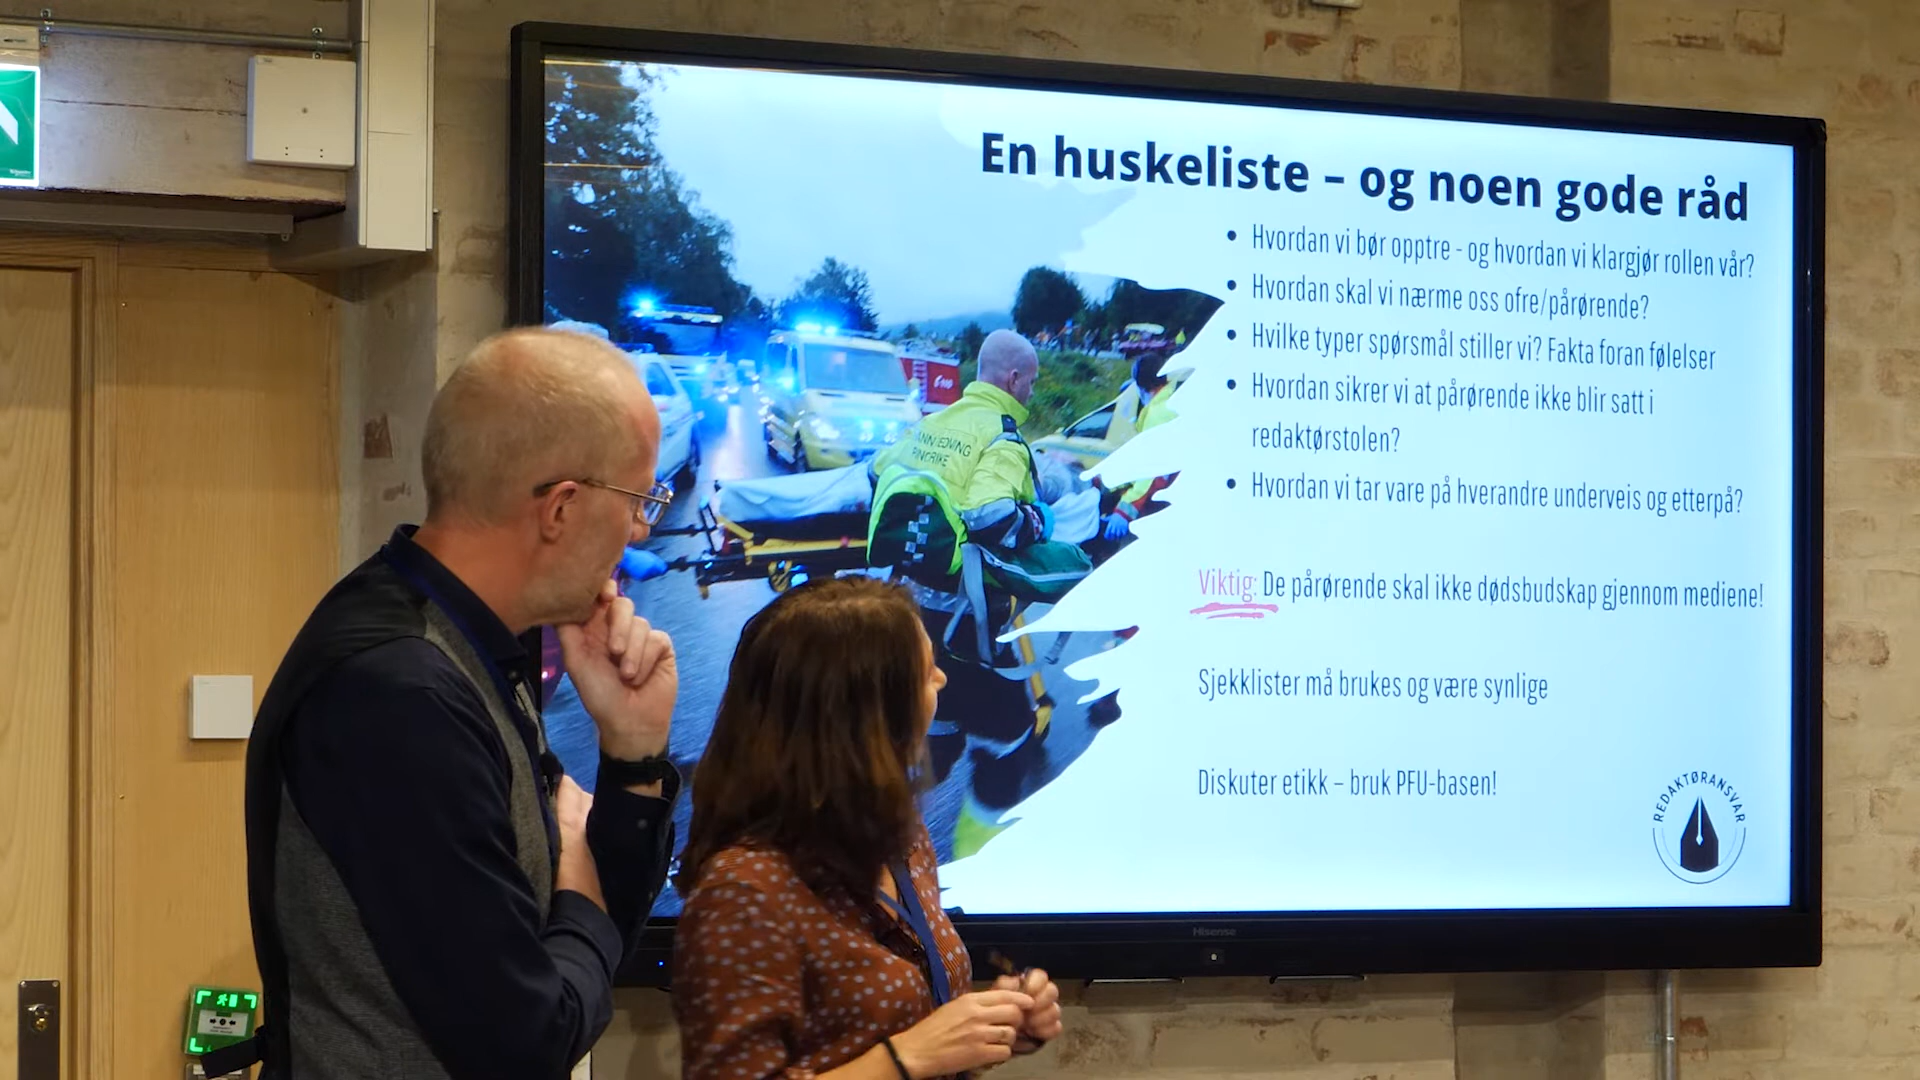 En huskeliste – og noen gode råd
• Hvordan vi bør opptre - og hvordan vi klargjør rollen vår?
• Hvordan skal vi nærme oss ofre/pårørende?
• Hvilke typer spørsmål stiller vi? Fakta foran følelser
• Hvordan sikrer vi at pårørende ikke blir satt i
redaktørstolen?
• Hvordan vi tar vare på hverandre underveis og etterpå?
Viktig: De pårørende skal ikke dødsbudskap gjennom mediene!
Sjekklister må brukes og være synlige
Diskuter etikk – bruk PFU-basen!
REDAKTØRANSVAR
Hisense